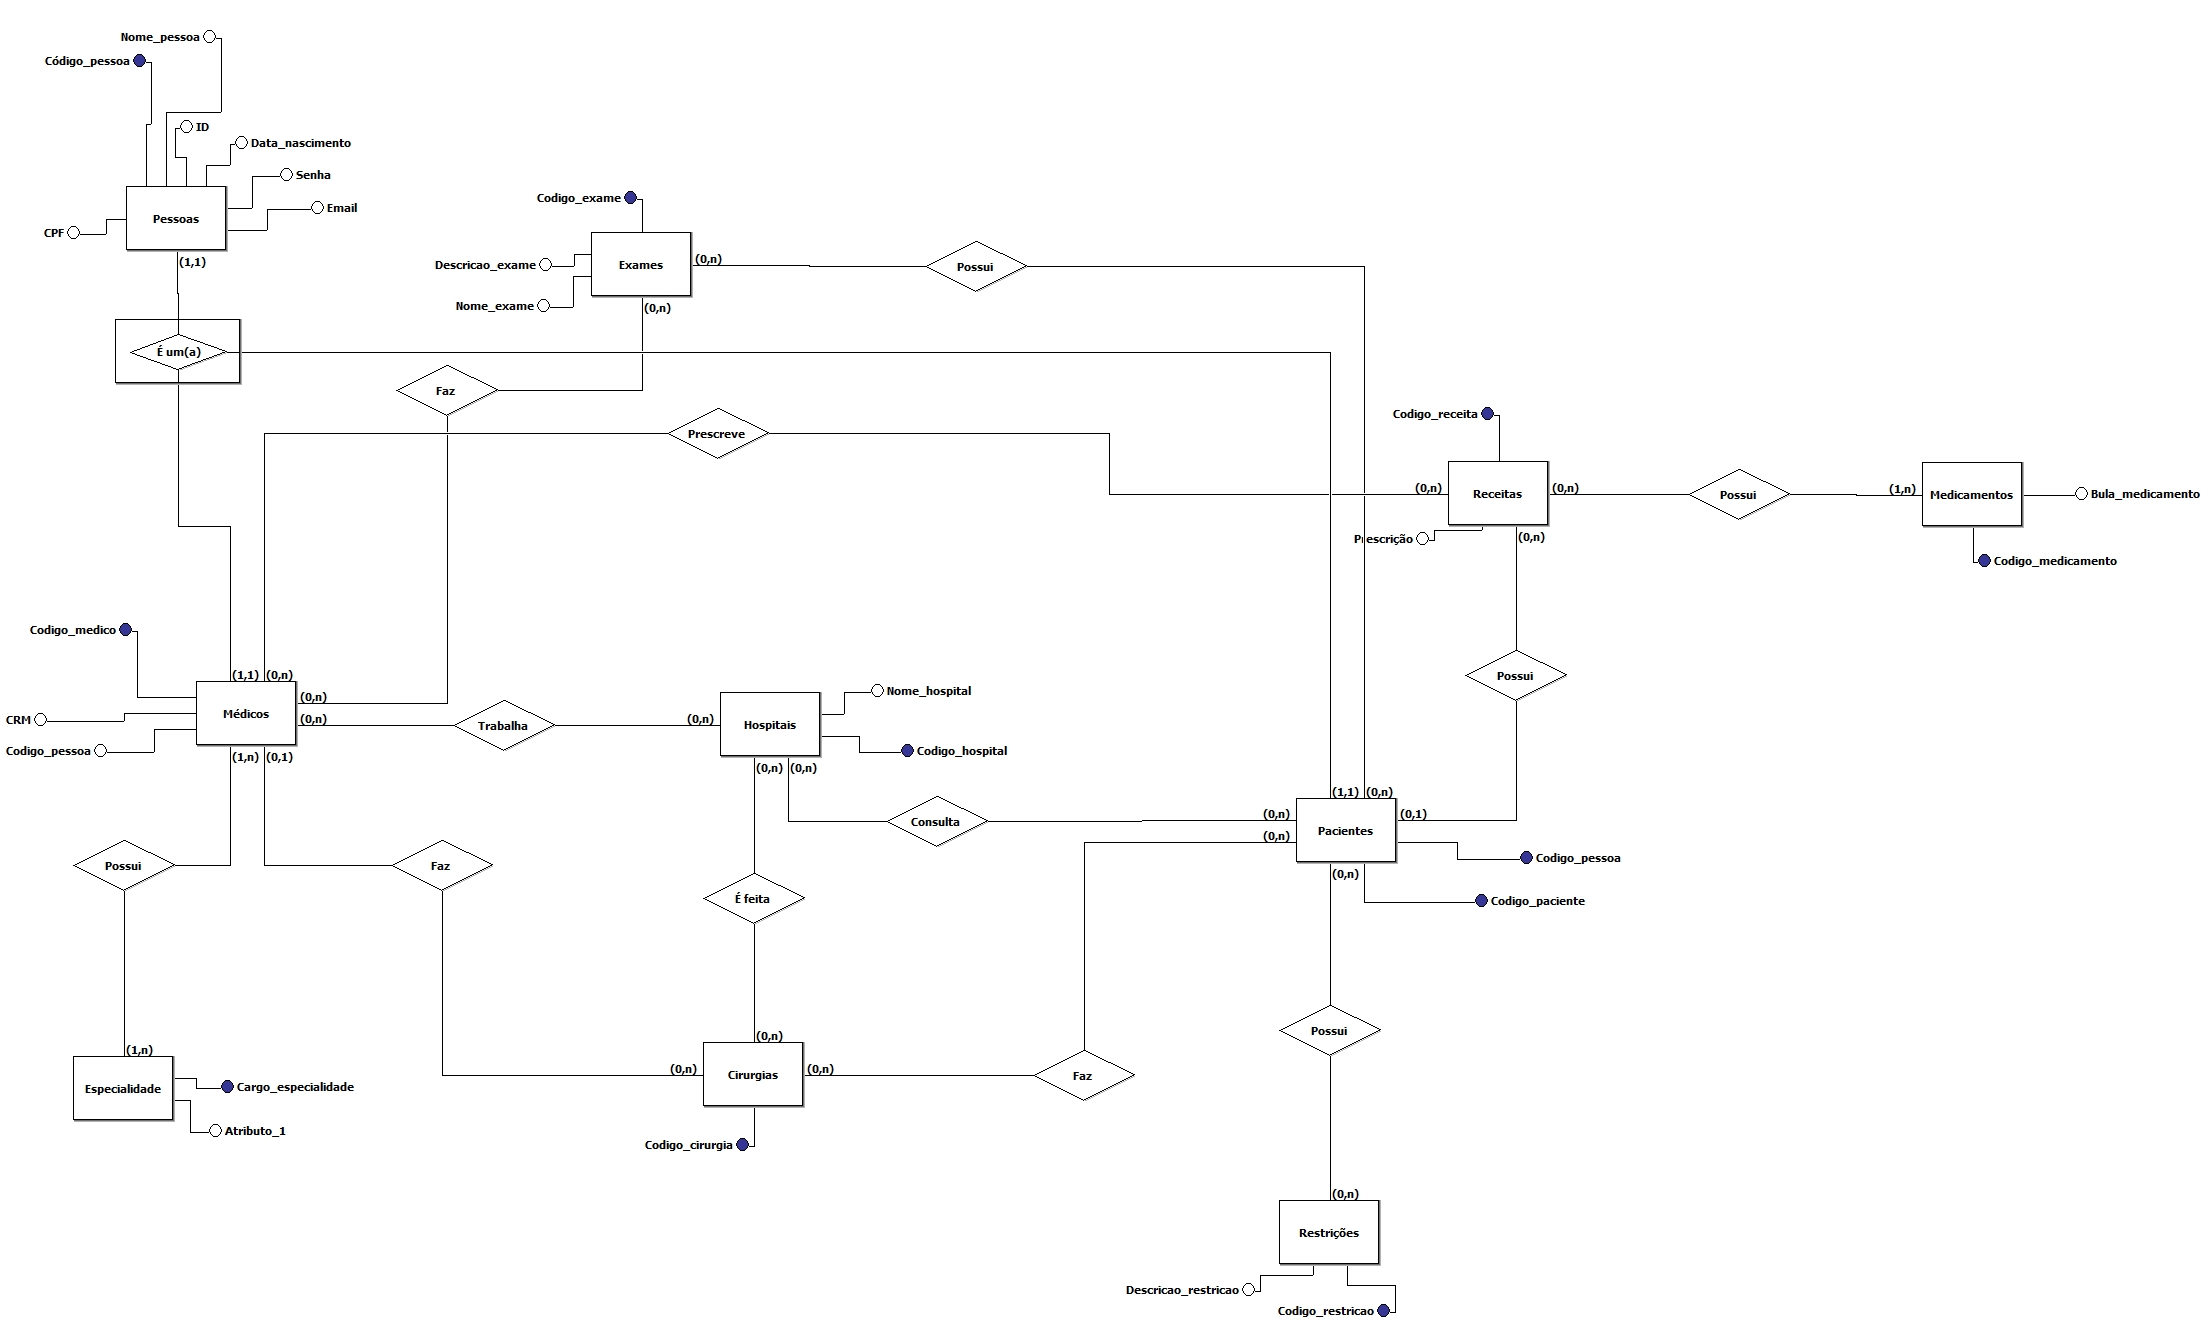 Nome_pessoa
Código_pessoa
ID
Data_nascimento
Senha
Email
Pessoas
CPF
(1,1)
Codigo_exame
Descricao_exame
Exames
(0,n)
Possui
Nome_exame
(0,n)
É um(a)
Faz
Prescreve
Codigo_receita
(0,n)
Receitas
(0,n)
Possui
(1,n)
Medicamentos
Bula_medicamento
Prescrição
(0,n)
Codigo_medicamento
Codigo_medico
(1,1)
(0,n)
Possui
CRM
Médicos
(0,n)
(0,n)
Trabalha
(0,n)
Hospitais
Nome_hospital
Codigo_pessoa
Codigo_hospital
(1,n)
(0,1)
(0,n)
(0,n)
(1,1)
(0,n)
Consulta
(0,n)
(0,n)
Pacientes
(0,1)
Codigo_pessoa
(0,n)
Codigo_paciente
Possui
Faz
É feita
Possui
(0,n)
(1,n)
(0,n)
Cirurgias
(0,n)
Faz
Especialidade
Cargo_especialidade
Atributo_1
Codigo_cirurgia
(0,n)
Restrições
Descricao_restricao
Codigo_restricao